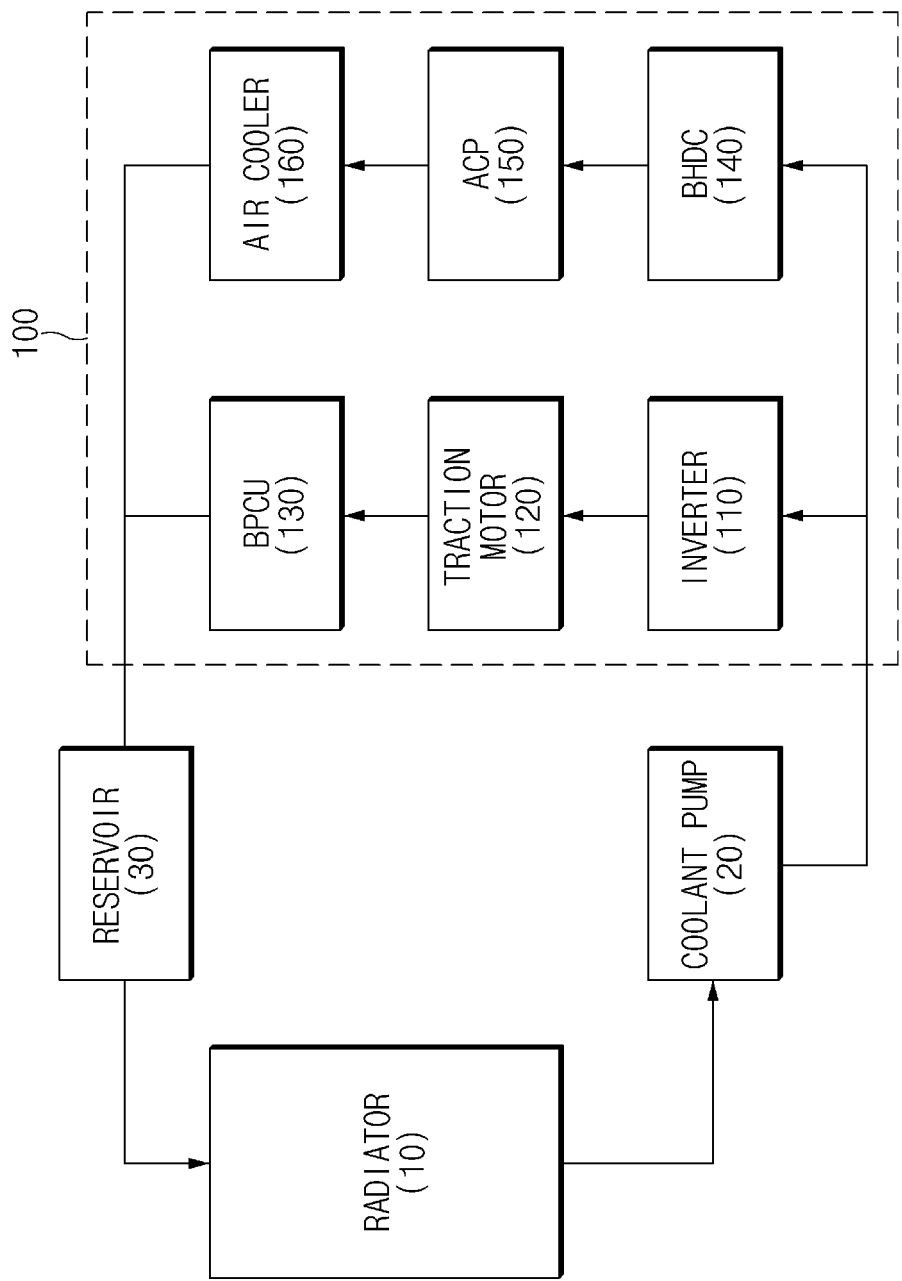 100
RESERVOIR
(30)
RADIATOR
(10)
COOLANT PUMP
(20)
BPCU
(130)
TRACTION
MOTOR
(120)
INVERTER
(110)
AIR COOLER
(160)
ACP
(150)
BHDC
(140)